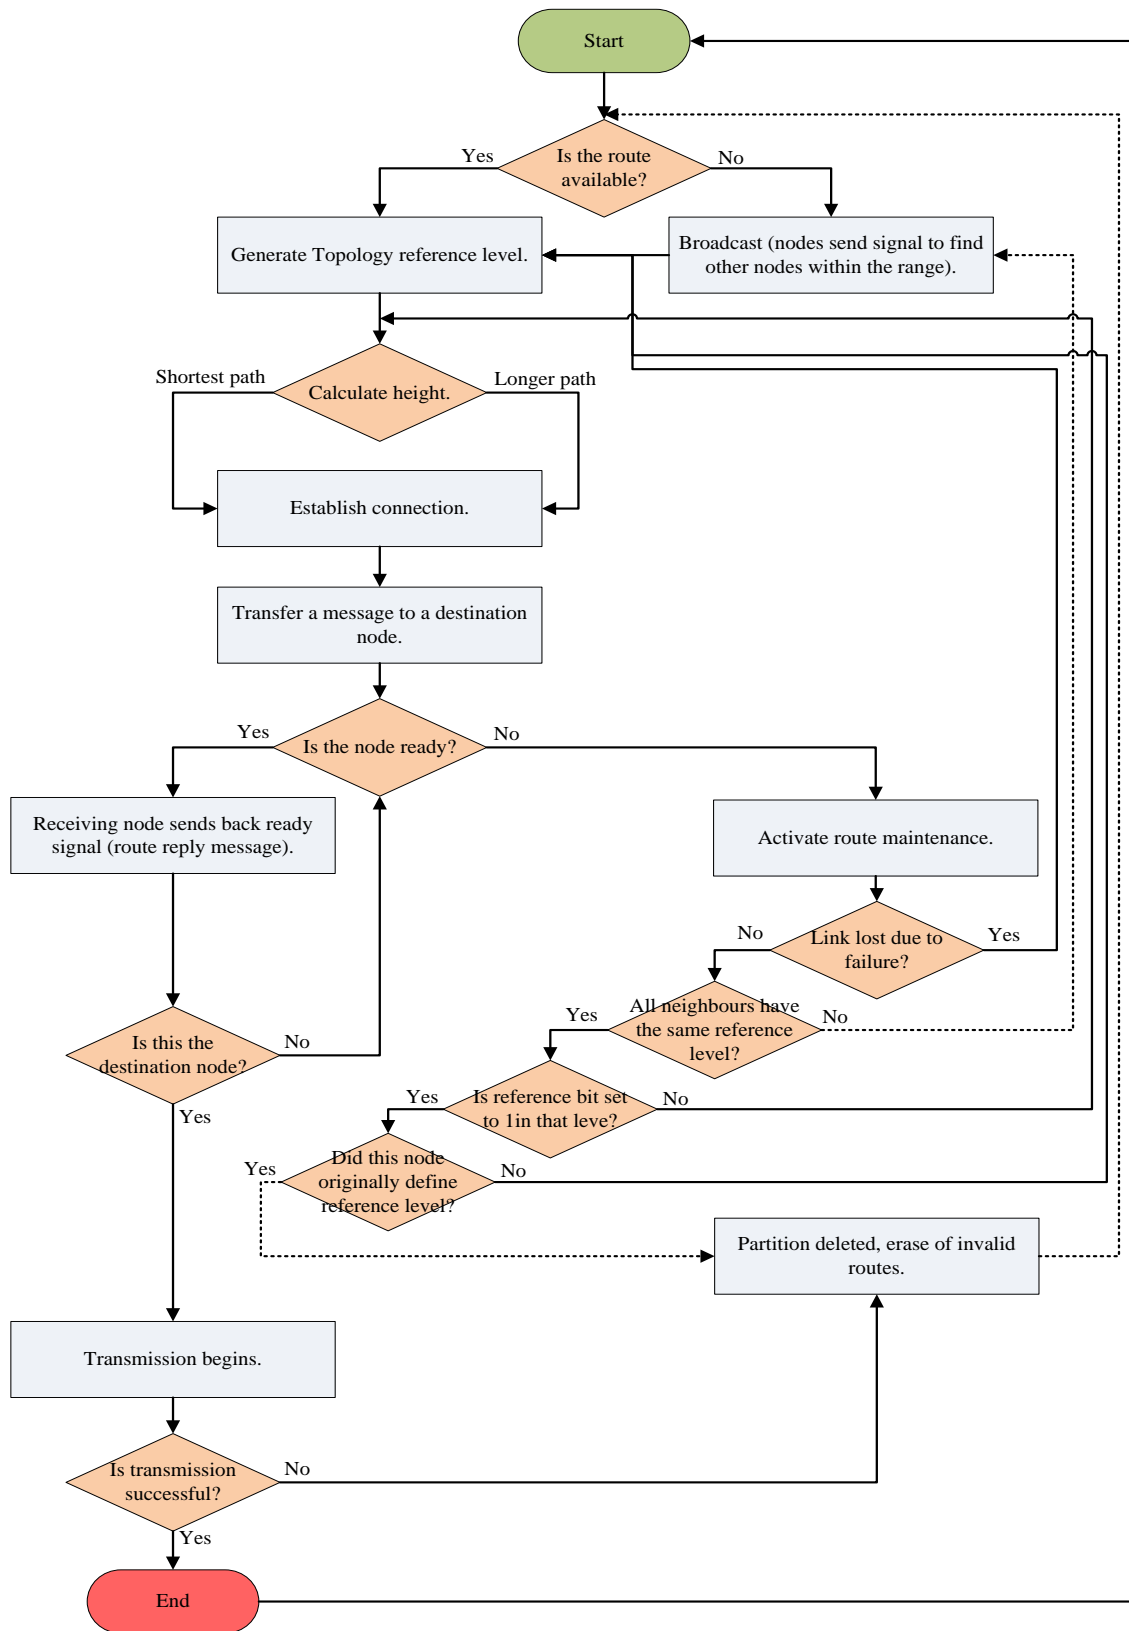 Start
Yes
Is the route
available?
No
Generate Topology reference level.
Broadcast (nodes send signal to find
other nodes within the range).
Shortest path
Calculate height.
Longer path
Establish connection.
Transfer a message to a destination
node.
Yes
Is the node ready?
No
Receiving node sends back ready
signal (route reply message).
Activate route maintenance.
No
Link lost due to
failure?
Yes
Yes
All neighbours have
the same reference
level?
No
Is this the
destination node?
No
Yes
Yes
Is reference bit set
to 1in that leve?
No
Yes
Did this node
originally define
reference level?
No
Partition deleted, erase of invalid
routes.
Transmission begins.
Is transmission
successful?
No
Yes
End